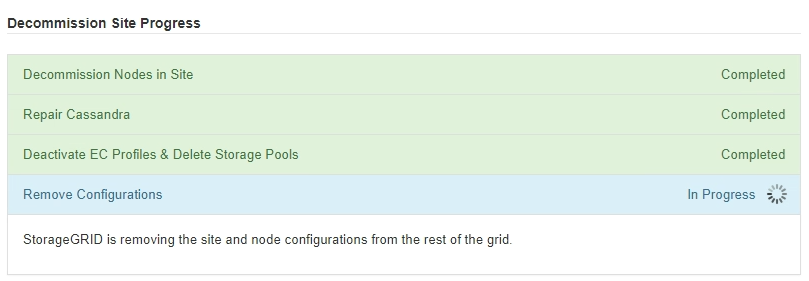 Decommission Site Progress
Decommission Nodes in Site Completed
Repair Cassandra Completed
Deactivate EC Profiles & Delete Storage Pools Completed
Remove Configurations In Progress
StorageGRID is removing the site and node configurations from the rest of the grid.